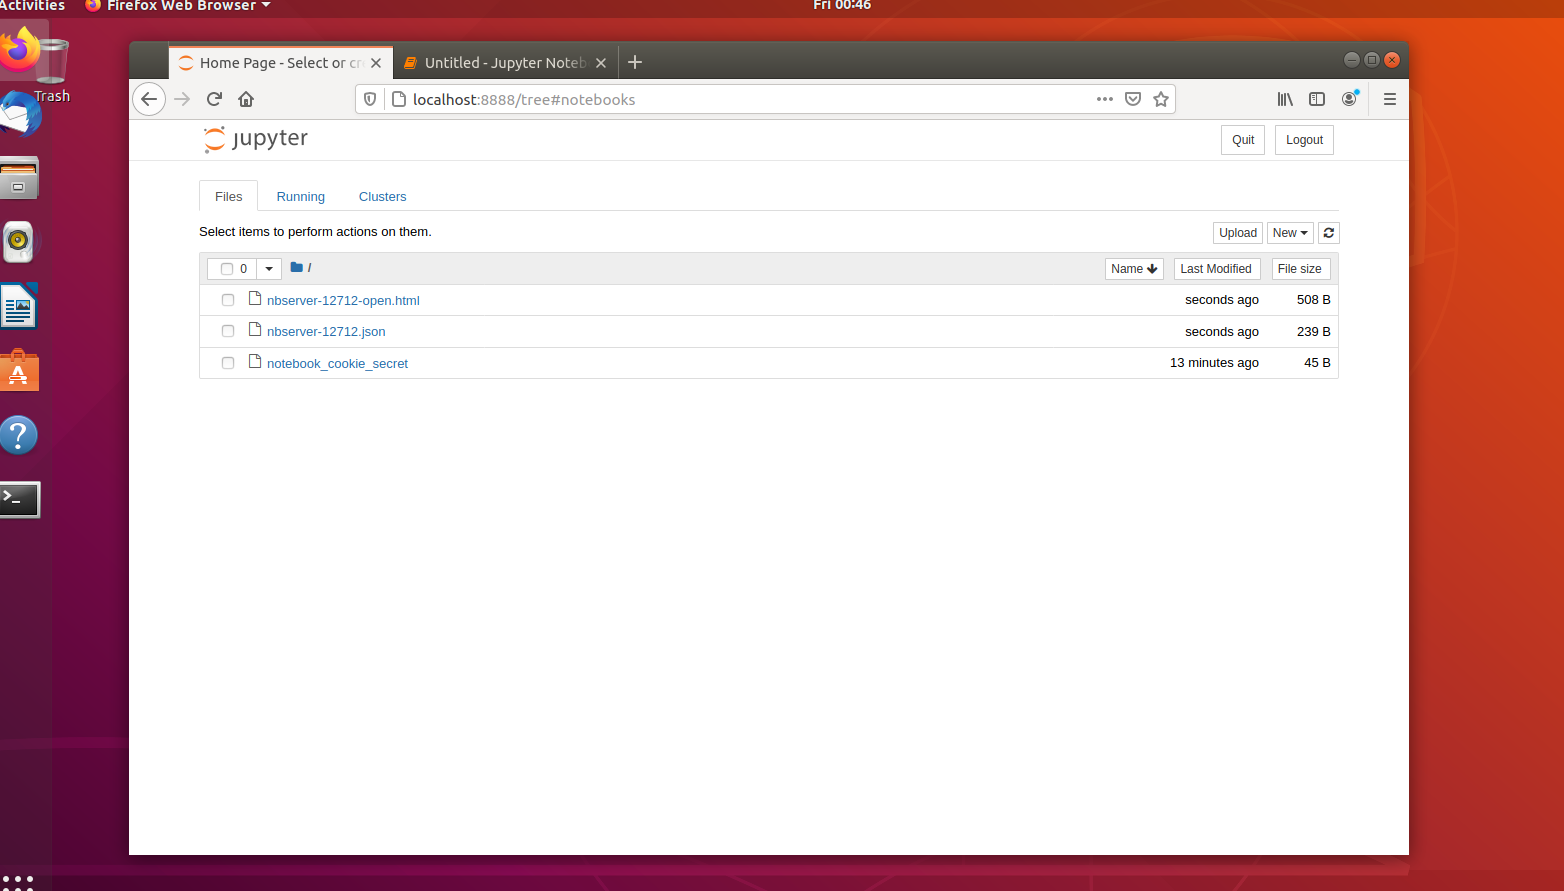 Activities Firefox Web Browser Fri 00:46
Trash
Home Page - Select or cr Untitled - Jupyter Noteb
localhost:8888/tree#notebooks
jupyter Quit Logout
Files Running Clusters
Select items to perform actions on them. Upload New
0 / Name Last Modified File size
nbserver-12712-open.html seconds ago 508 B
nbserver-12712.json seconds ago 239 B
notebook_cookie_secret 13 minutes ago 45 B